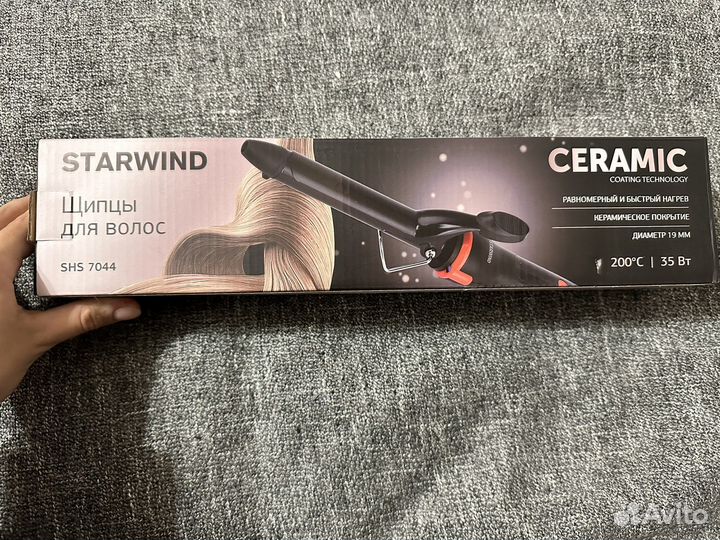 STARWIND
Щипцы
для волос
SHS 7044
CERAMIC
COATING TECHNOLOGY
РАВНОМЕРНЫЙ И БЫСТРЫЙ НАГРЕВ
КЕРАМИЧЕСКОЕ ПОКРЫТИЕ
ДИАМЕТР 19 ММ
200°C | 35 Вт
Avito